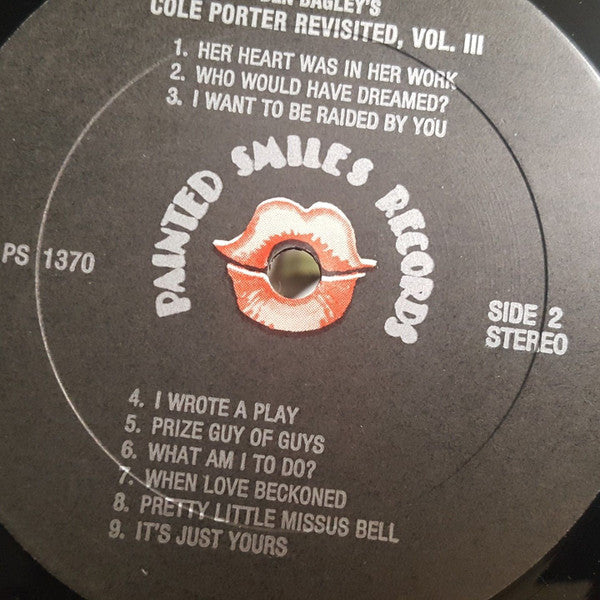 BEN BAGLEY'S
COLE PORTER REVISITED, VOL. III
1. HER HEART WAS IN HER WORK
2. WHO WOULD HAVE DREAMED?
3. I WANT TO BE RAIDED BY YOU
PAINTED SMILES RECORDS
PS 1370
SIDE 2
STEREO
4. I WROTE A PLAY
5. PRIZE GUY OF GUYS
6. WHAT AM I TO DO?
7. WHEN LOVE BECKONED
8. PRETTY LITTLE MISSUS BELL
9. IT'S JUST YOURS